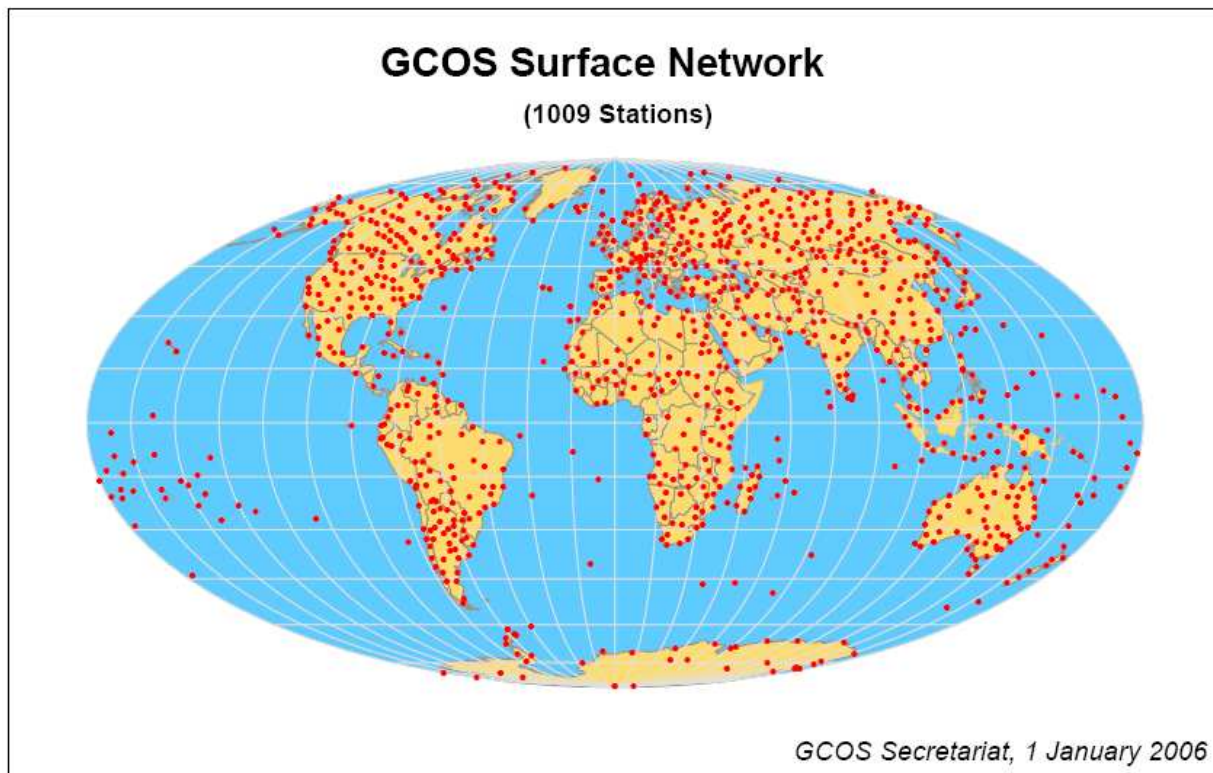 GCOS Surface Network
(1009 Stations)
GCOS Secretariat, 1 January 2006